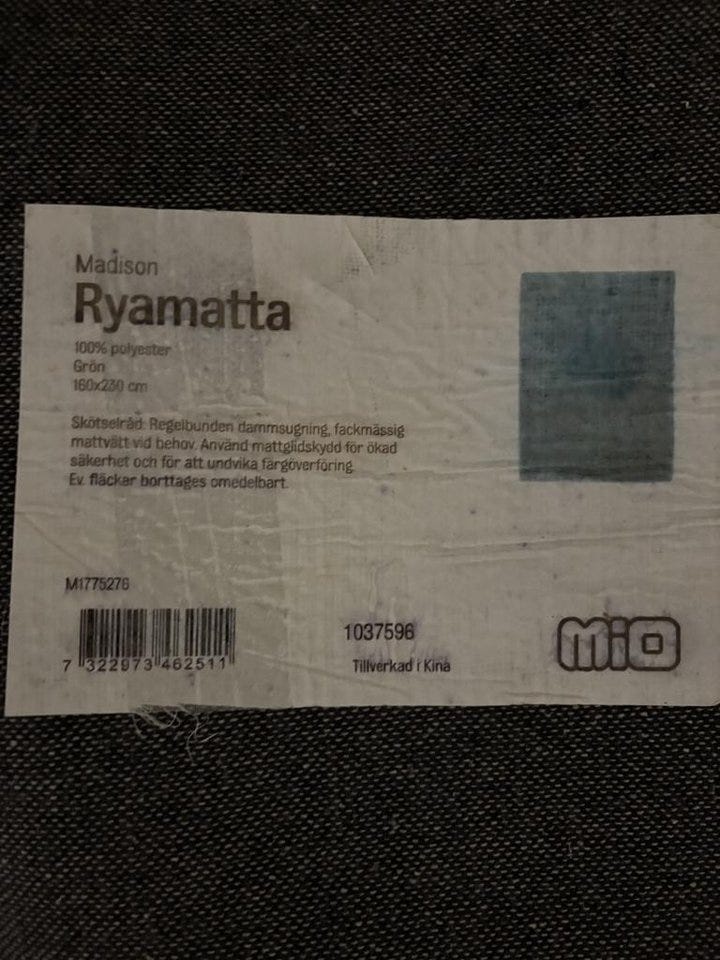 Madison
Ryamatta
100% polyester
Grön
160x230 cm
Skötselråd: Regelbunden dammsugning, fackmässig
mattvätt vid behov. Använd mattglidskydd för ökad
säkerhet och för att undvika färgöverföring.
Ev. fläckar borttages omedelbart.
M1775276
7 322973 462511
1037596
Tillverkad i Kina
mio